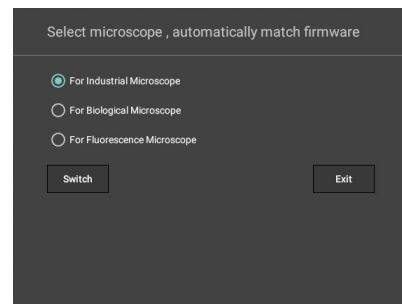 Select microscope , automatically match firmware
For Industrial Microscope
For Biological Microscope
For Fluorescence Microscope
Switch
Exit